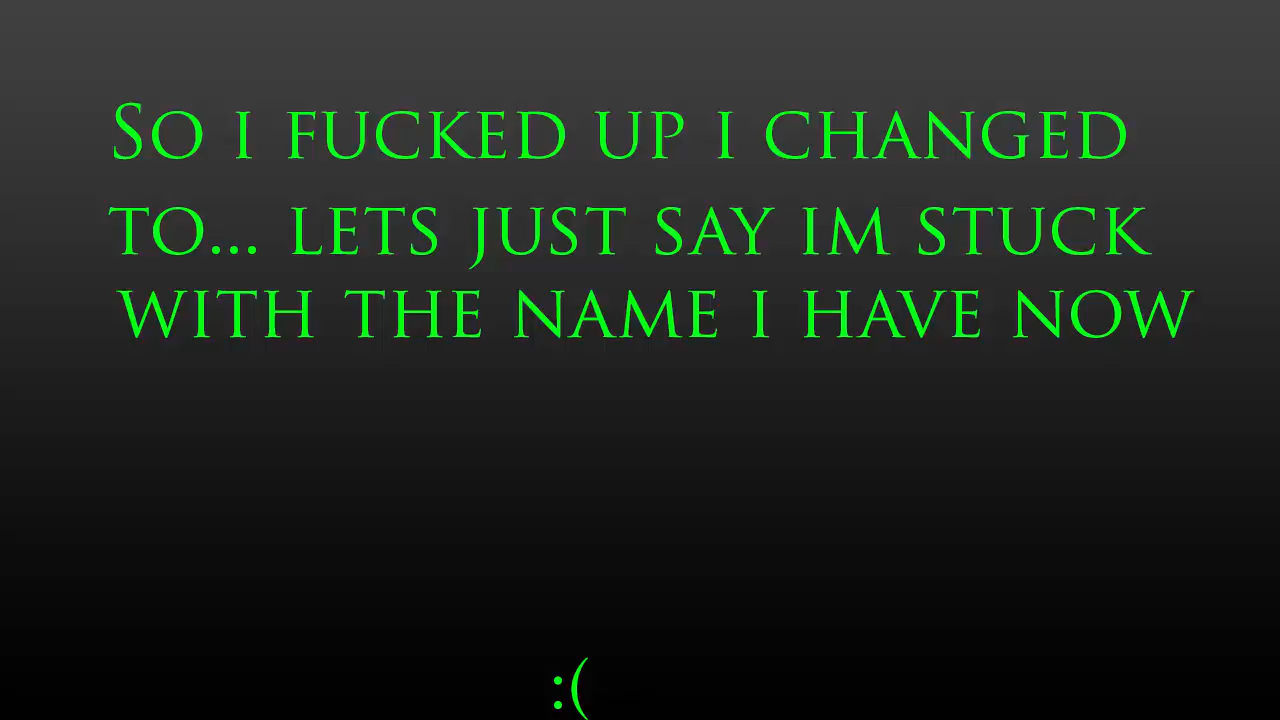 So I fucked up I changed
to... lets just say im stuck
with the name I have now
:(